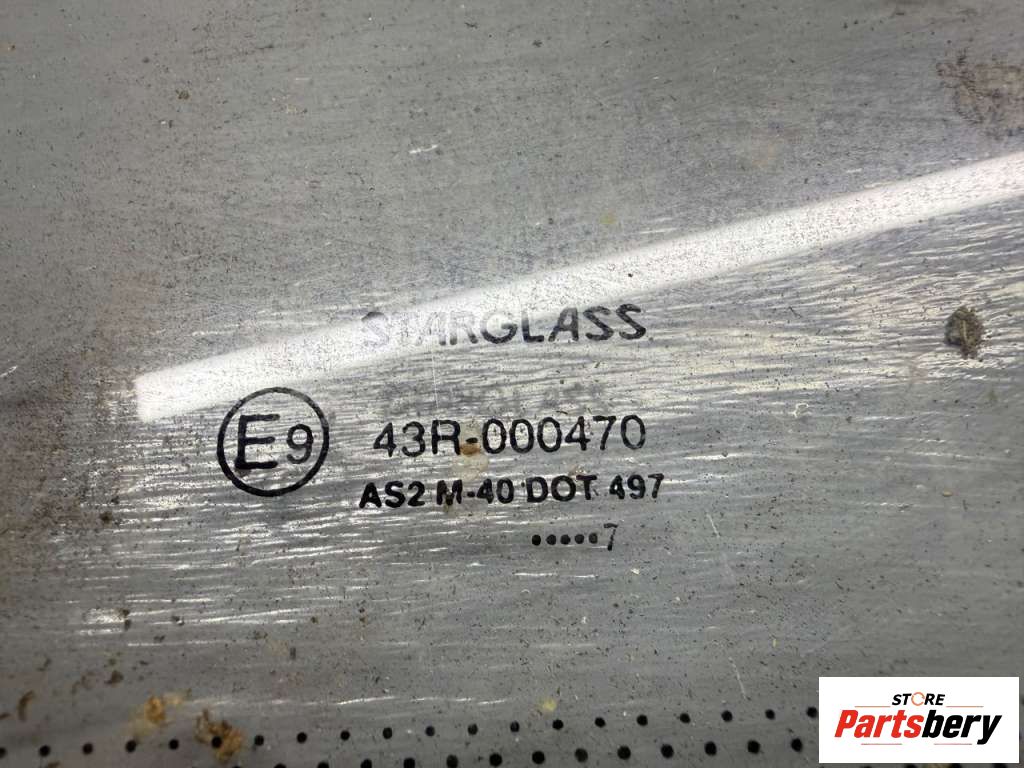 STARGLASS
E9 43R-000470
AS2 M-40 DOT 497
•••••7
STORE
Partsbery